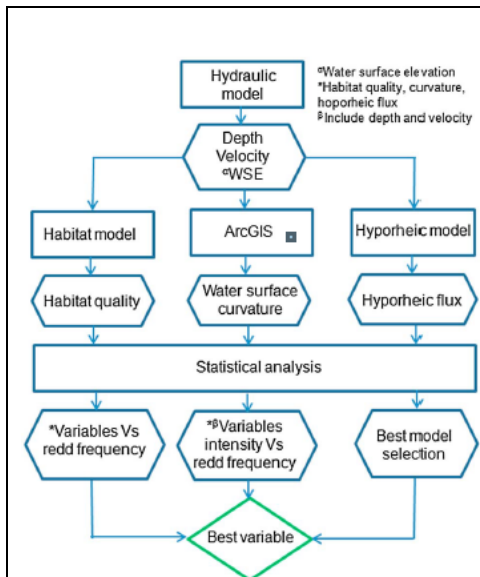 Hydraulic model
αWater surface elevation
*Habitat quality, curvature,
hoporheic flux
βInclude depth and velocity
Depth
Velocity
αWSE
Habitat model
ArcGIS
Hyporheic model
Habitat quality
Water surface
curvature
Hyporheic flux
Statistical analysis
*Variables Vs
redd frequency
*βVariables
intensity Vs
redd frequency
Best model
selection
Best variable